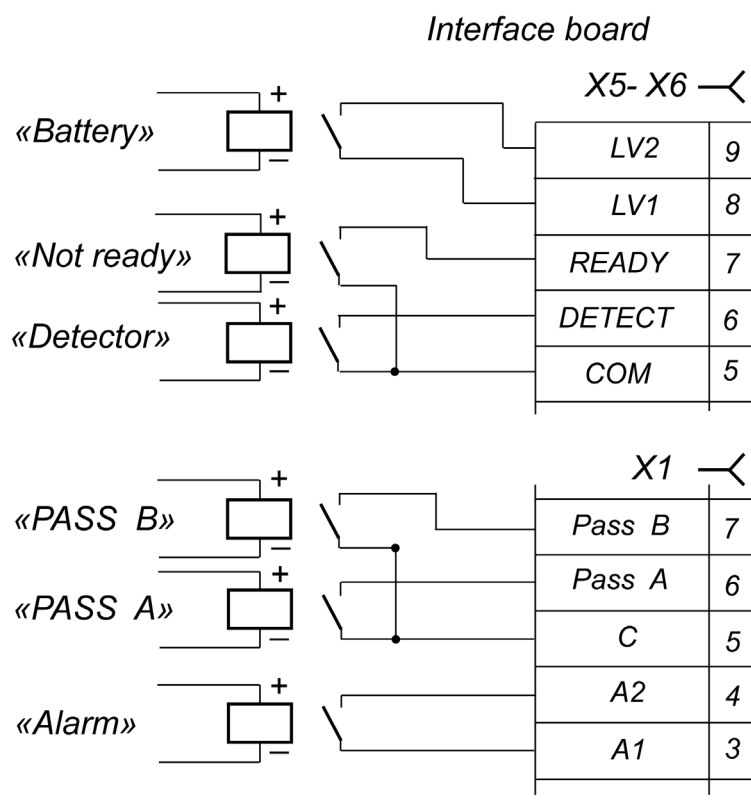 Interface board
X5- X6
+
«Battery»
–
LV2 9
LV1 8
+
«Not ready»
–
READY 7
+
«Detector»
–
DETECT 6
COM 5
X1
+
«PASS B»
–
Pass B 7
+
«PASS A»
–
Pass A 6
C 5
+
«Alarm»
–
A2 4
A1 3